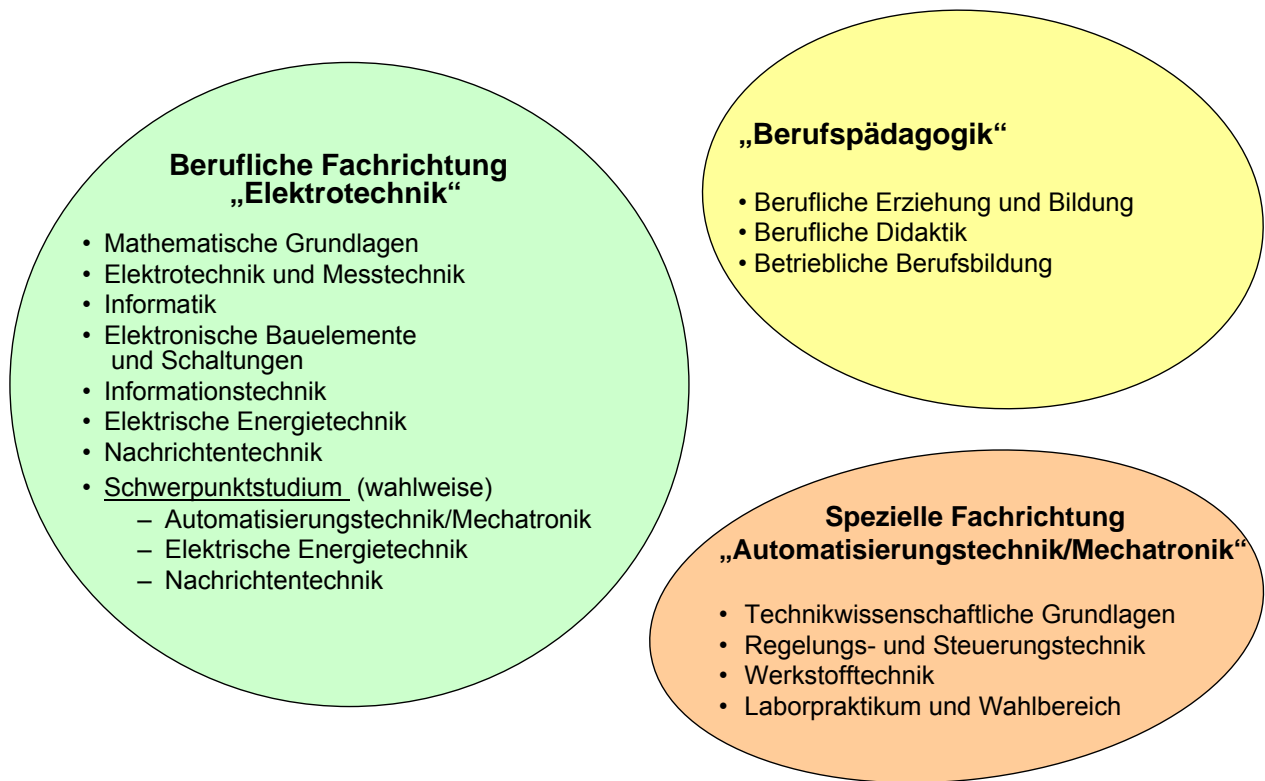 Berufliche Fachrichtung
„Elektrotechnik“
• Mathematische Grundlagen
• Elektrotechnik und Messtechnik
• Informatik
• Elektronische Bauelemente
und Schaltungen
• Informationstechnik
• Elektrische Energietechnik
• Nachrichtentechnik
• Schwerpunktstudium (wahlweise)
– Automatisierungstechnik/Mechatronik
– Elektrische Energietechnik
– Nachrichtentechnik
„Berufspädagogik“
• Berufliche Erziehung und Bildung
• Berufliche Didaktik
• Betriebliche Berufsbildung
Spezielle Fachrichtung
„Automatisierungstechnik/Mechatronik“
• Technikwissenschaftliche Grundlagen
• Regelungs- und Steuerungstechnik
• Werkstofftechnik
• Laborpraktikum und Wahlbereich